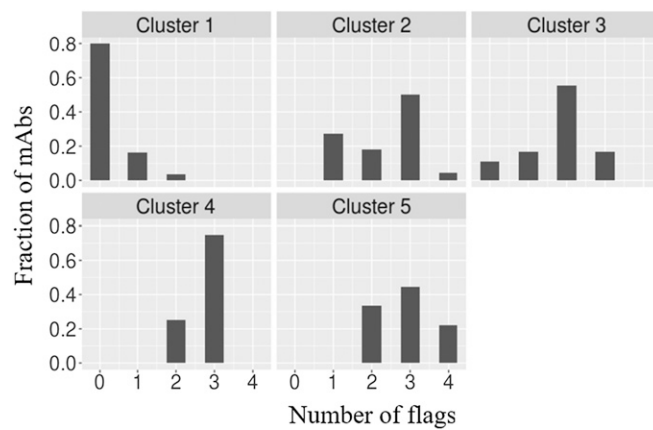 Cluster 1 Cluster 2 Cluster 3
0.8
0.6
0.4
0.2
0.0
Cluster 4 Cluster 5
0.8
0.6
0.4
0.2
0.0
0 1 2 3 4 0 1 2 3 4
Fraction of mAbs
Number of flags